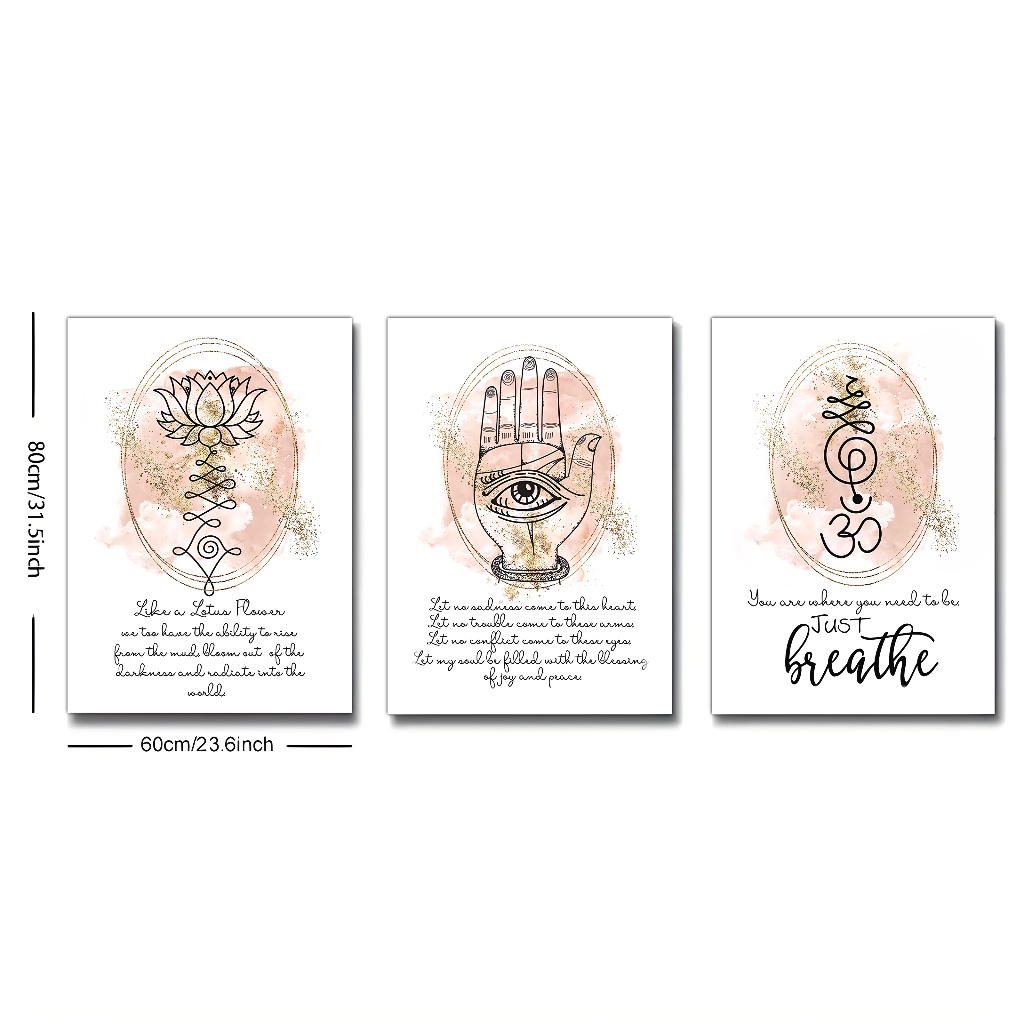 80cm/31.5inch
60cm/23.6inch
Like a Lotus Flower
we too have the ability to rise
from the mud, bloom out of the
darkness and radiate into the
world.
Let no sadness come to this heart,
Let no trouble come to these arms,
Let no conflict come to these eyes,
Let my soul be filled with the blessing
of joy and peace.
You are where you need to be.
JUST
breathe
ॐ